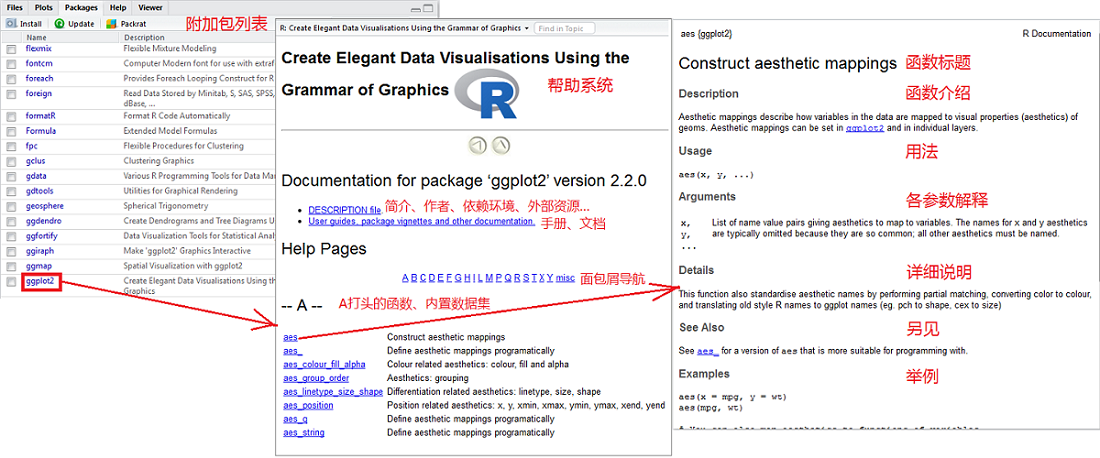 Files Plots Packages Help Viewer
Install Update Packrat
附加包列表
Name Description
flexmix Flexible Mixture Modeling
fontcm Computer Modern font for use with extraf
foreach Provides Foreach Looping Construct for R
foreign Read Data Stored by Minitab, S, SAS, SPSS,
dBase, ...
formatR Format R Code Automatically
Formula Extended Model Formulas
fpc Flexible Procedures for Clustering
gclus Clustering Graphics
gdata Various R Programming Tools for Data Mar
gdtools Utilities for Graphical Rendering
geosphere Spherical Trigonometry
ggdendro Create Dendrograms and Tree Diagrams U
ggfortify Data Visualization Tools for Statistical Anal
ggiraph Make 'ggplot2' Graphics Interactive
ggmap Spatial Visualization with ggplot2
ggplot2 Create Elegant Data Visualisations Using the
Graphics
R: Create Elegant Data Visualisations Using the Grammar of Graphics Find in Topic
Create Elegant Data Visualisations Using the
Grammar of Graphics R
帮助系统
Documentation for package ‘ggplot2’ version 2.2.0
DESCRIPTION file. 简介、作者、依赖环境、外部资源...
User guides, package vignettes and other documentation. 手册、文档
Help Pages
A B C D E F G H I L M P Q R S T X Y misc 面包屑导航
-- A -- A打头的函数、内置数据集
aes Construct aesthetic mappings
aes_ Define aesthetic mappings programatically
aes_colour_fill_alpha Colour related aesthetics: colour, fill and alpha
aes_group_order Aesthetics: grouping
aes_linetype_size_shape Differentiation related aesthetics: linetype, size, shape
aes_position Position related aesthetics: x, y, xmin, xmax, ymin, ymax, xend, yend
aes_q Define aesthetic mappings programatically
aes_string Define aesthetic mappings programatically
aes {ggplot2} R Documentation
Construct aesthetic mappings 函数标题
Description 函数介绍
Aesthetic mappings describe how variables in the data are mapped to visual properties (aesthetics) of
geoms. Aesthetic mappings can be set in ggplot2 and in individual layers.
Usage 用法
aes(x, y, ...)
Arguments 各参数解释
x, List of name value pairs giving aesthetics to map to variables. The names for x and y aesthetics
y, are typically omitted because they are so common; all other aesthetics must be named.
...
Details 详细说明
This function also standardise aesthetic names by performing partial matching, converting color to colour,
and translating old style R names to ggplot names (eg. pch to shape, cex to size)
See Also 另见
See aes_ for a version of aes that is more suitable for programming with.
Examples 举例
aes(x = mpg, y = wt)
aes(mpg, wt)